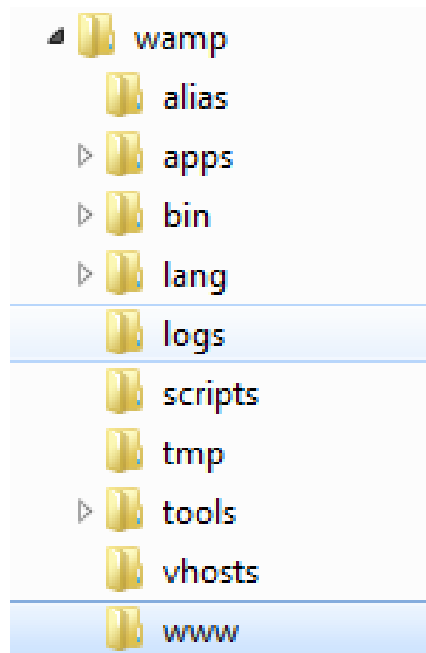 wamp
alias
apps
bin
lang
logs
scripts
tmp
tools
vhosts
www